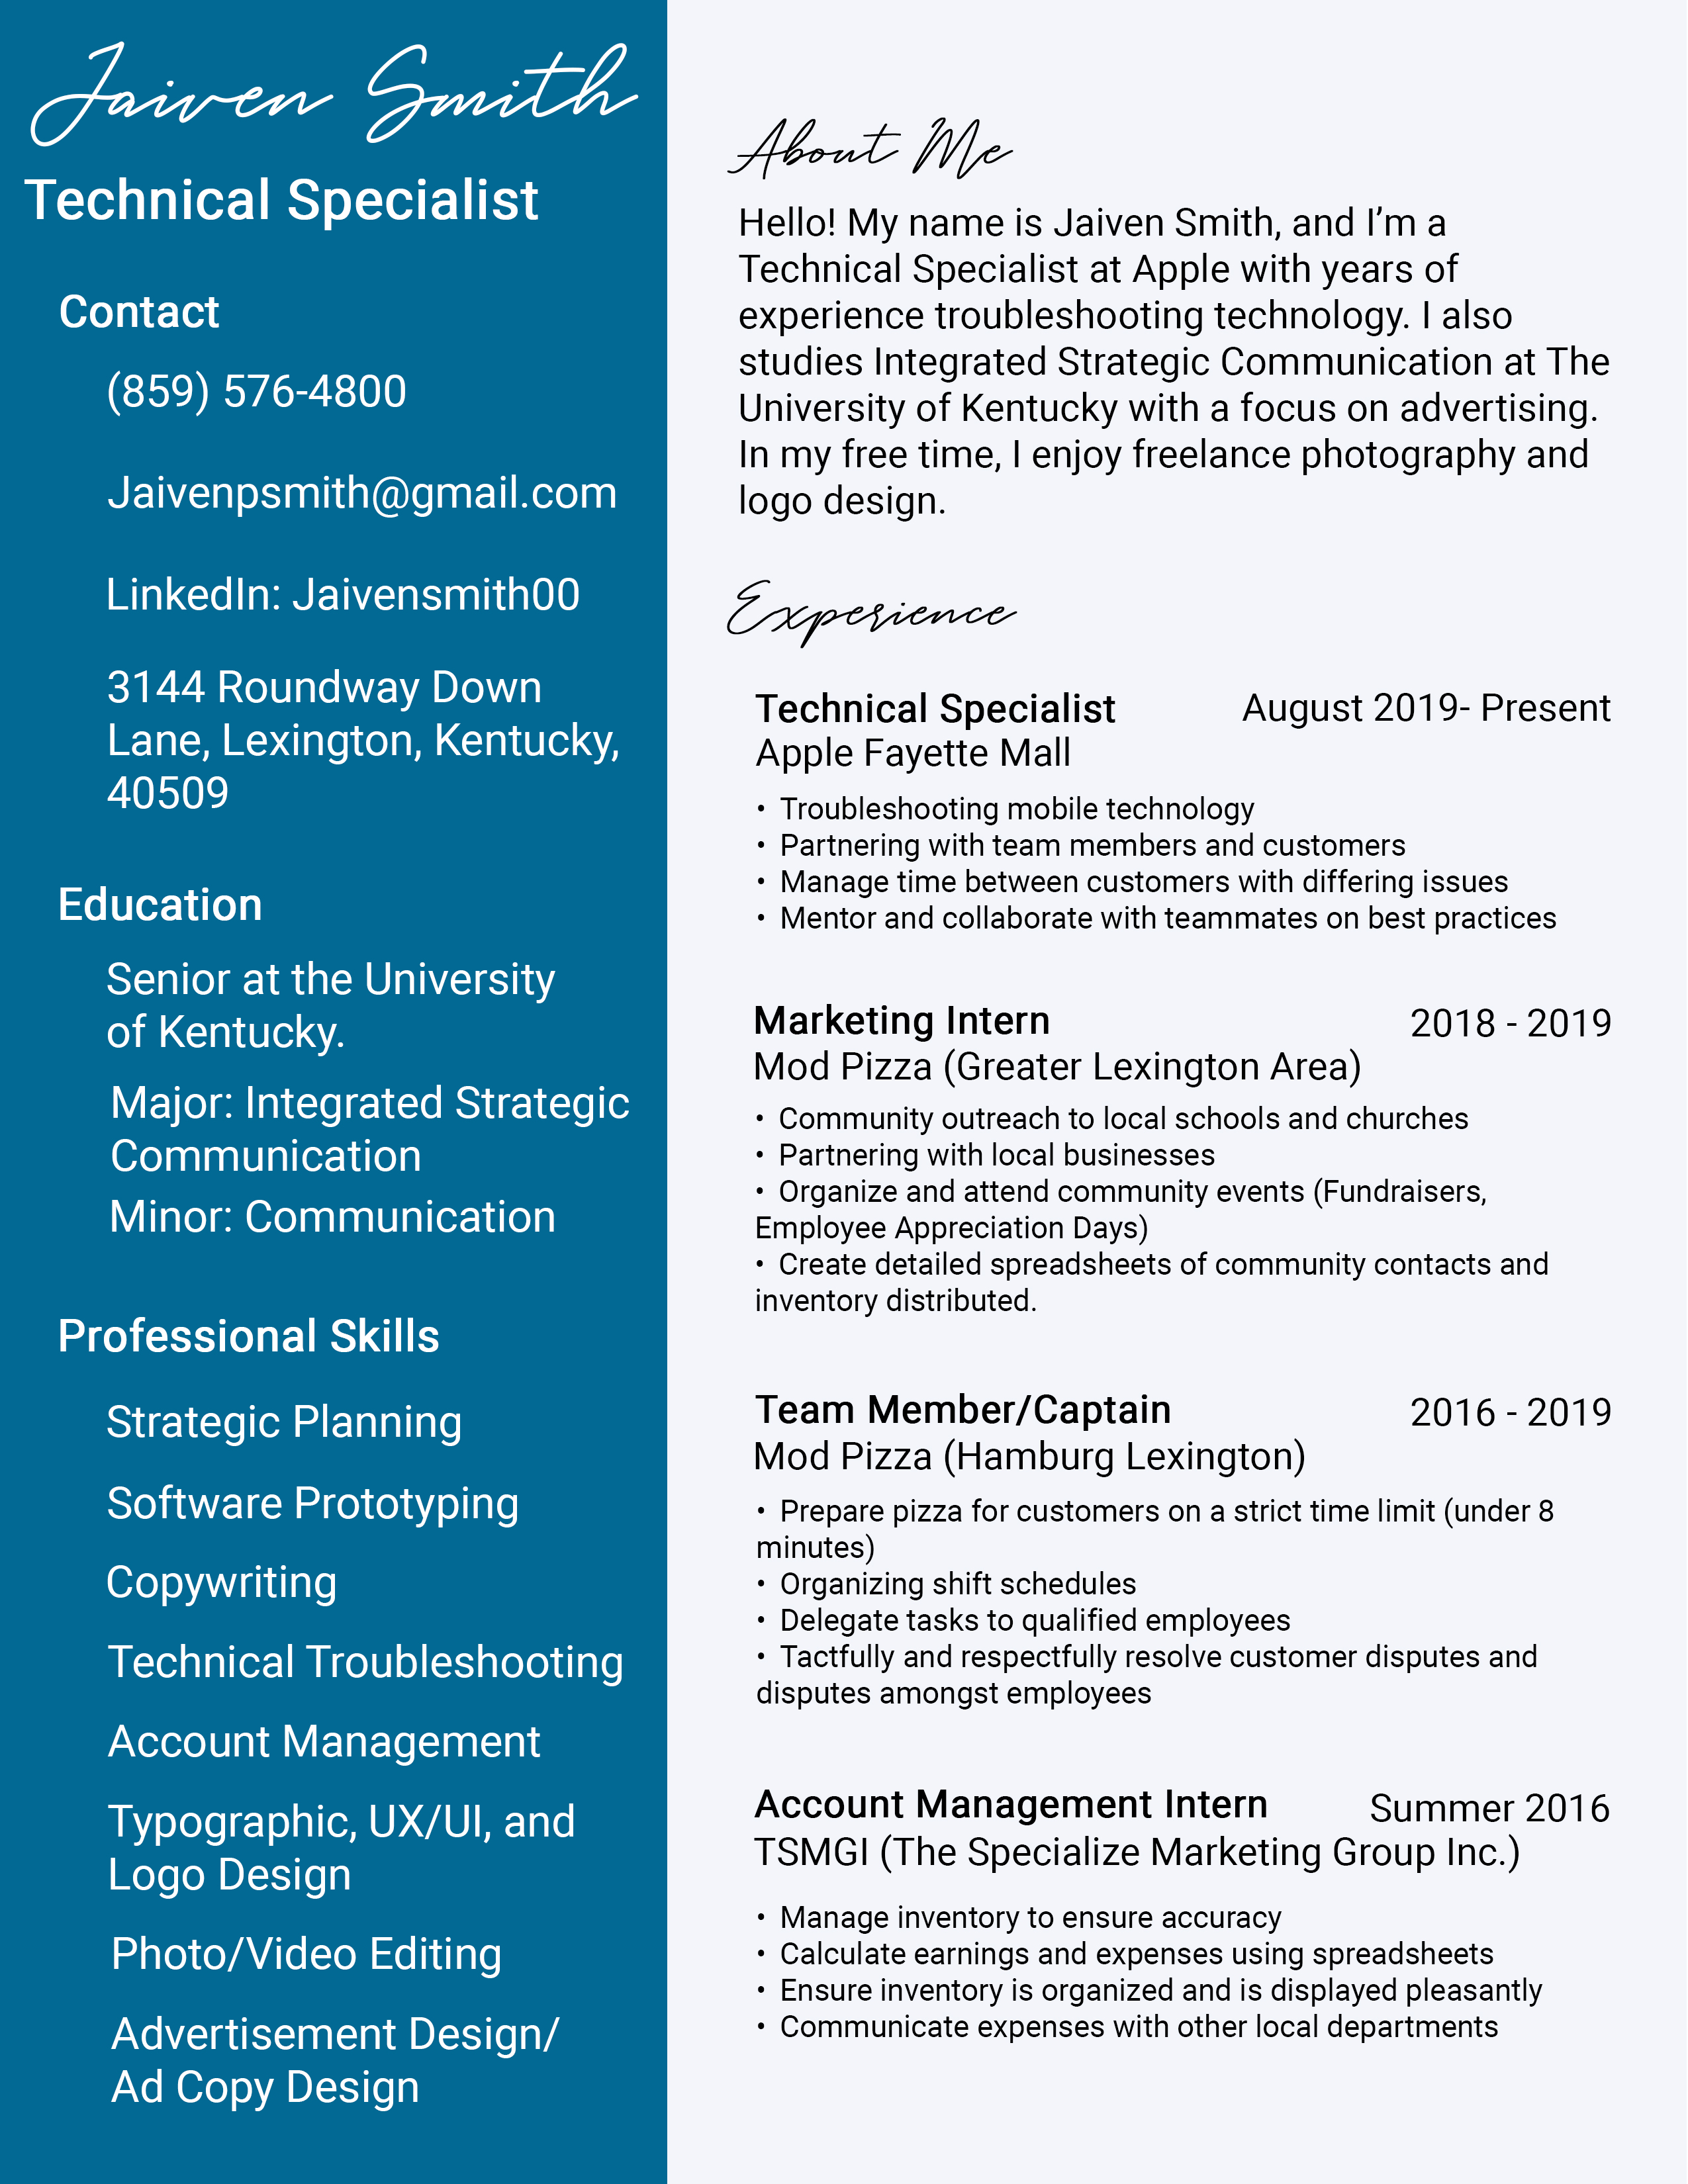 Jaiven Smith
Technical Specialist
Contact
(859) 576-4800
Jaivenpsmith@gmail.com
LinkedIn: Jaivensmith00
3144 Roundway Down
Lane, Lexington, Kentucky,
40509
Education
Senior at the University
of Kentucky.
Major: Integrated Strategic
Communication
Minor: Communication
Professional Skills
Strategic Planning
Software Prototyping
Copywriting
Technical Troubleshooting
Account Management
Typographic, UX/UI, and
Logo Design
Photo/Video Editing
Advertisement Design/
Ad Copy Design
About Me
Hello! My name is Jaiven Smith, and I’m a
Technical Specialist at Apple with years of
experience troubleshooting technology. I also
studies Integrated Strategic Communication at The
University of Kentucky with a focus on advertising.
In my free time, I enjoy freelance photography and
logo design.
Experience
Technical Specialist August 2019- Present
Apple Fayette Mall
• Troubleshooting mobile technology
• Partnering with team members and customers
• Manage time between customers with differing issues
• Mentor and collaborate with teammates on best practices
Marketing Intern 2018 - 2019
Mod Pizza (Greater Lexington Area)
• Community outreach to local schools and churches
• Partnering with local businesses
• Organize and attend community events (Fundraisers,
Employee Appreciation Days)
• Create detailed spreadsheets of community contacts and
inventory distributed.
Team Member/Captain 2016 - 2019
Mod Pizza (Hamburg Lexington)
• Prepare pizza for customers on a strict time limit (under 8
minutes)
• Organizing shift schedules
• Delegate tasks to qualified employees
• Tactfully and respectfully resolve customer disputes and
disputes amongst employees
Account Management Intern Summer 2016
TSMGI (The Specialize Marketing Group Inc.)
• Manage inventory to ensure accuracy
• Calculate earnings and expenses using spreadsheets
• Ensure inventory is organized and is displayed pleasantly
• Communicate expenses with other local departments